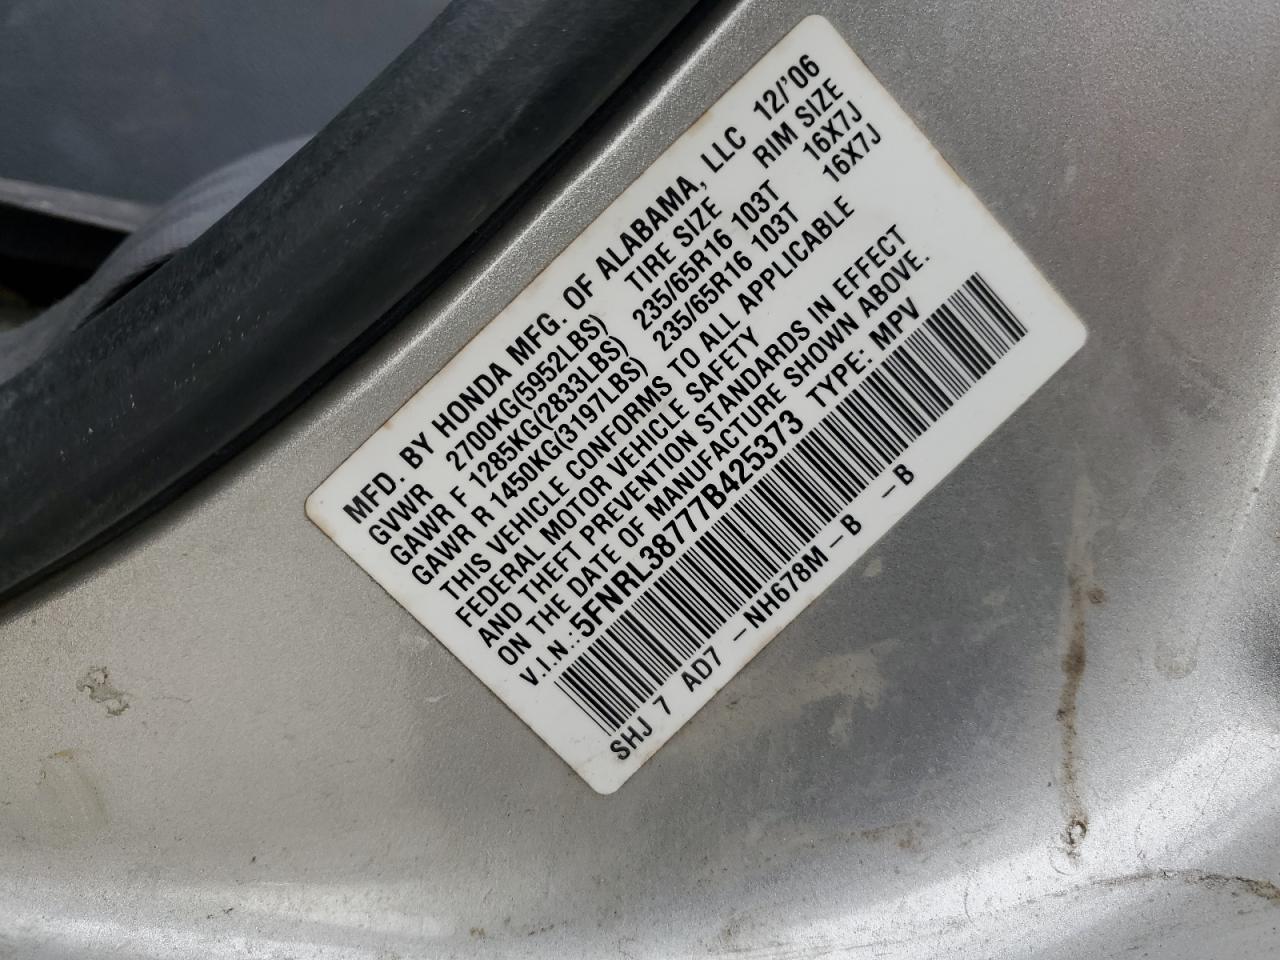 MFD. BY HONDA MFG. OF ALABAMA, LLC 12/'06
GVWR 2700KG(5952LBS) TIRE SIZE RIM SIZE
GAWR F 1285KG(2833LBS) 235/65R16 103T 16X7J
GAWR R 1450KG(3197LBS) 235/65R16 103T 16X7J
THIS VEHICLE CONFORMS TO ALL APPLICABLE
FEDERAL MOTOR VEHICLE SAFETY
AND THEFT PREVENTION STANDARDS IN EFFECT
ON THE DATE OF MANUFACTURE SHOWN ABOVE.
V.I.N.: 5FNRL38777B425373 TYPE: MPV
SHJ 7 AD7 -NH678M-B -B